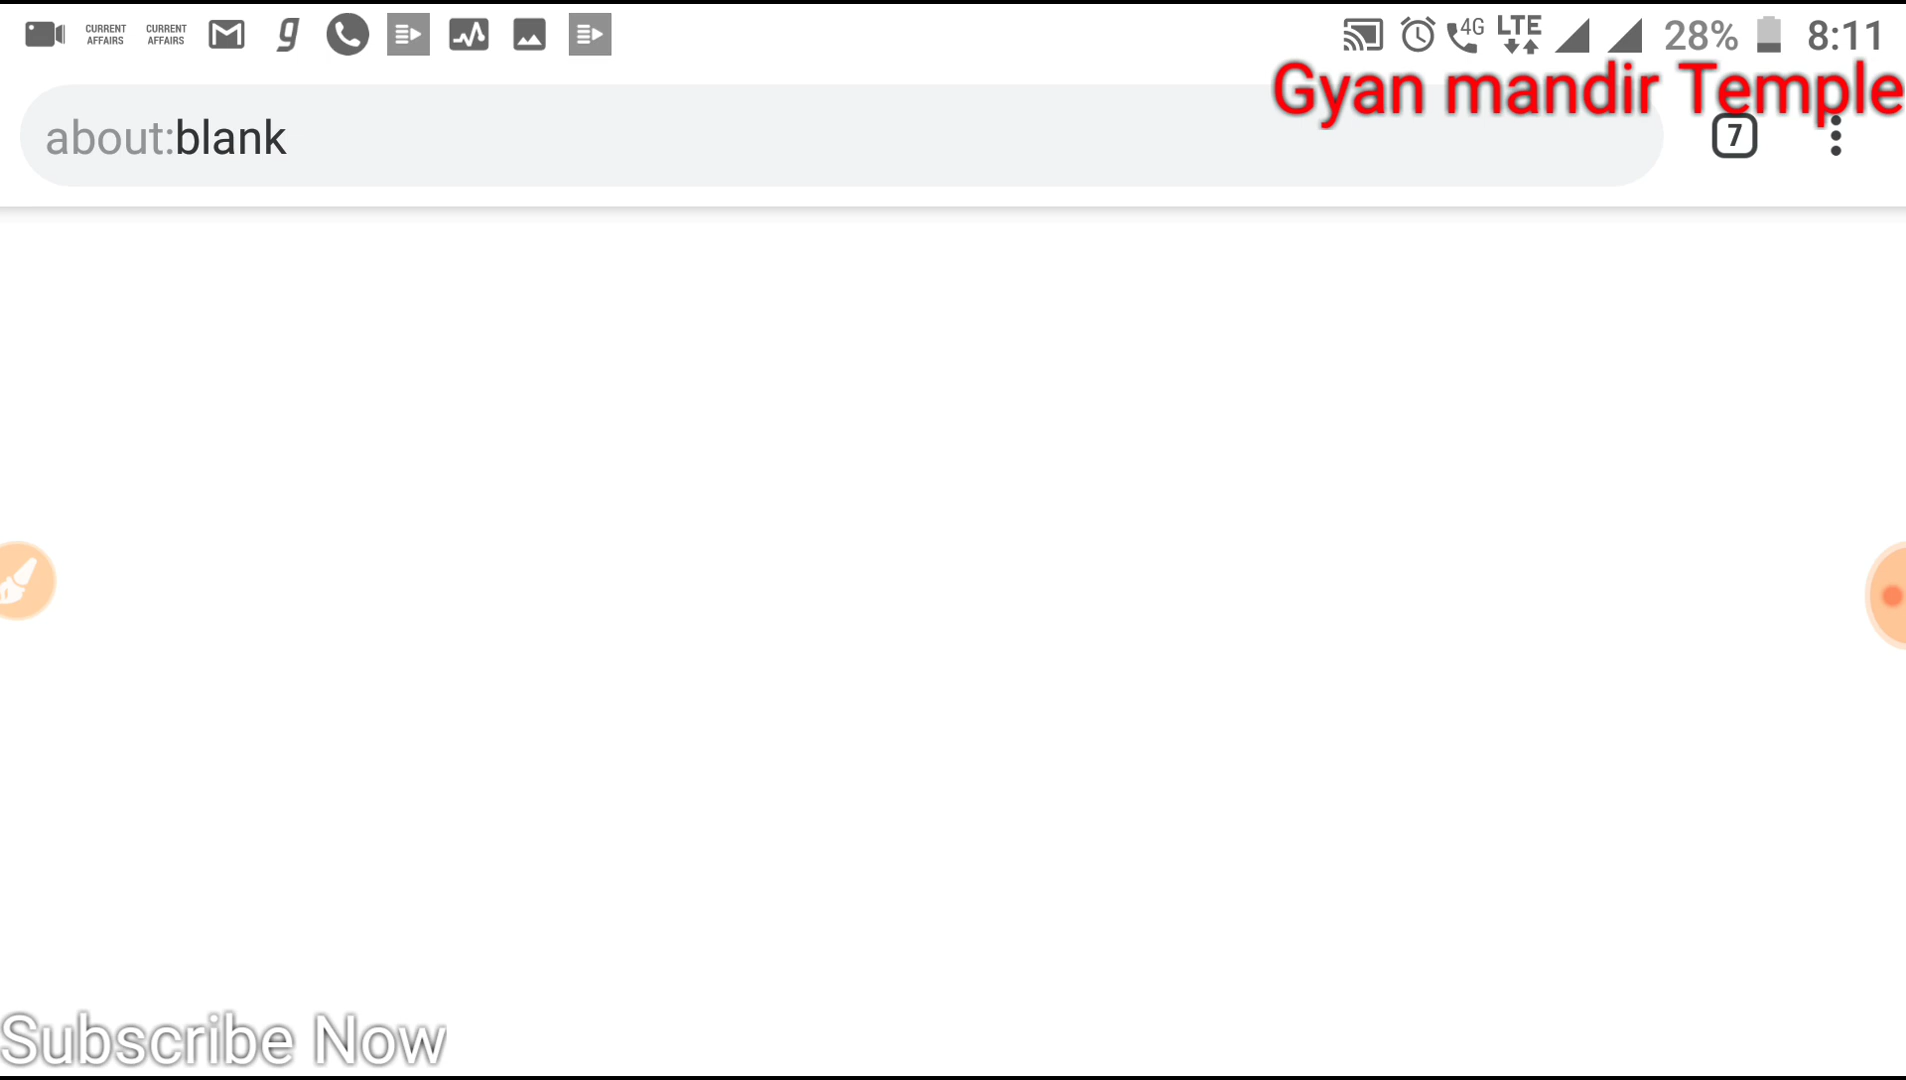 CURRENT AFFAIRS CURRENT AFFAIRS 4G LTE 28% 8:11
Gyan mandir Temple
about:blank 7
Subscribe Now